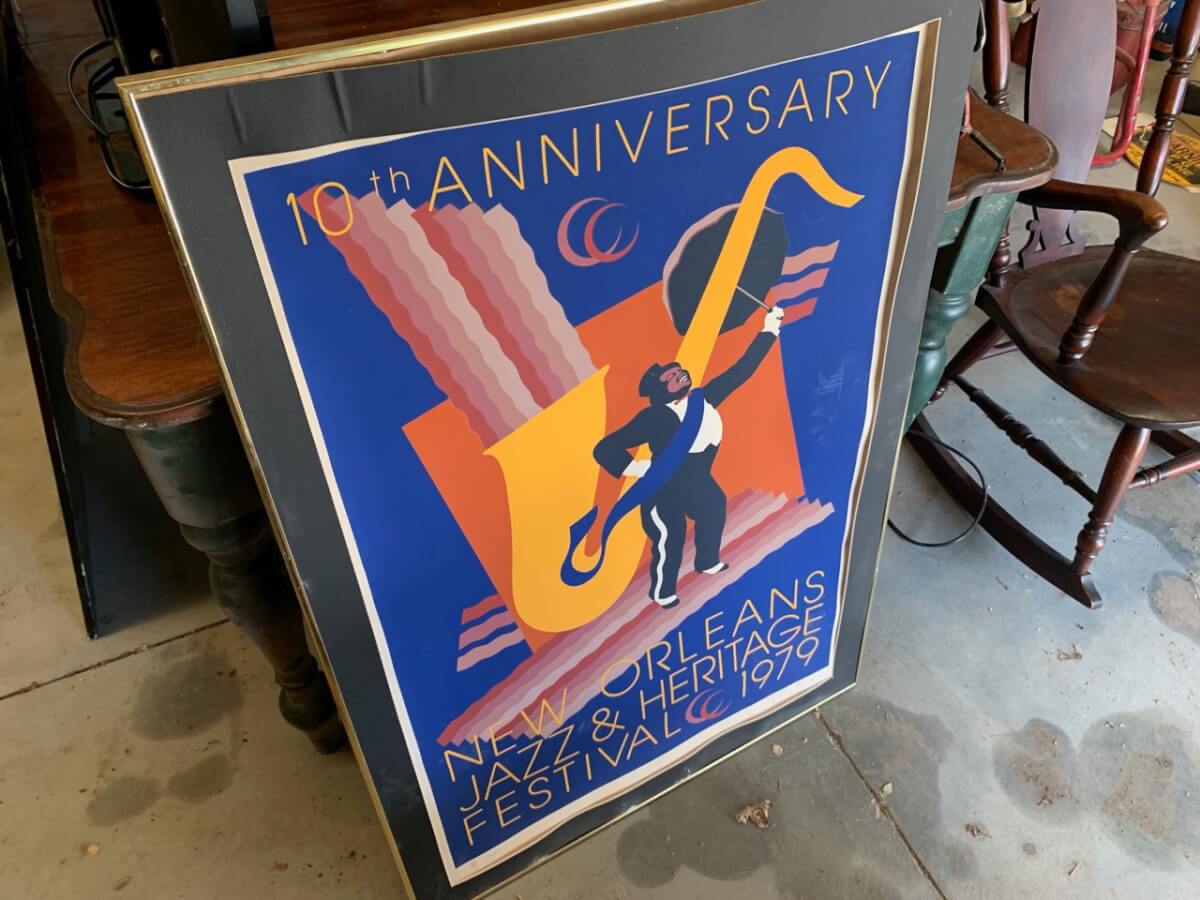 10th ANNIVERSARY
NEW ORLEANS
JAZZ & HERITAGE
FESTIVAL 1979